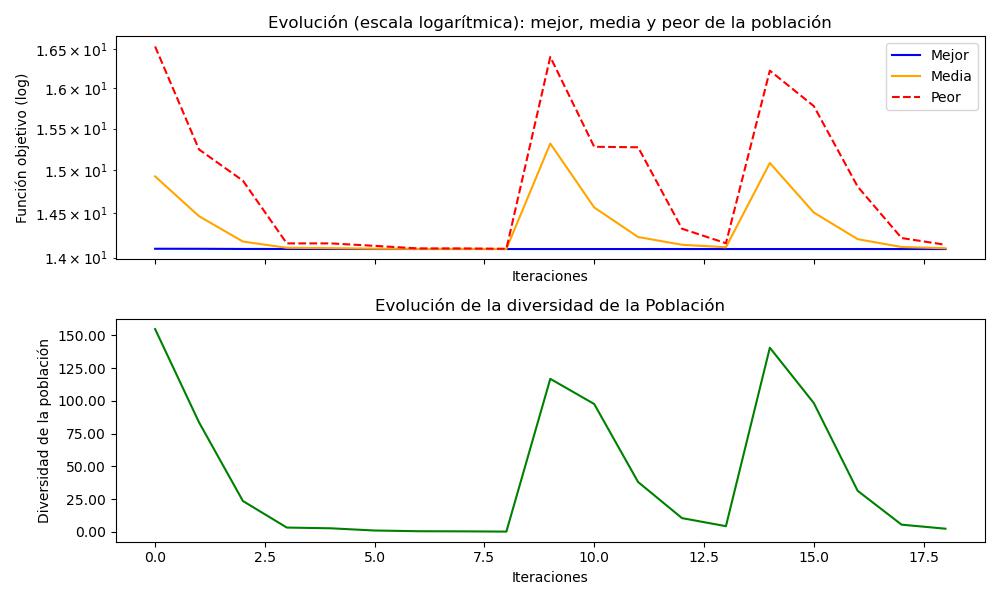 Evolución (escala logarítmica): mejor, media y peor de la población
Función objetivo (log)
1.65 × 10¹
1.6 × 10¹
1.55 × 10¹
1.5 × 10¹
1.45 × 10¹
1.4 × 10¹
Mejor
Media
Peor
Iteraciones
Evolución de la diversidad de la Población
Diversidad de la población
150.00
125.00
100.00
75.00
50.00
25.00
0.00
0.0 2.5 5.0 7.5 10.0 12.5 15.0 17.5
Iteraciones